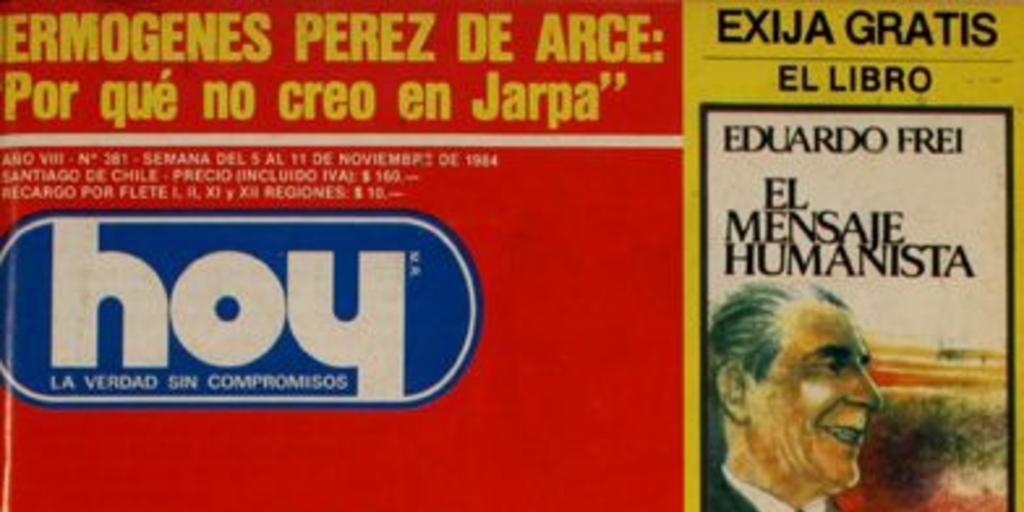 ERMOGENES PEREZ DE ARCE:
"Por qué no creo en Jarpa"
AÑO VIII - N° 381 - SEMANA DEL 5 AL 11 DE NOVIEMBRE DE 1984
SANTIAGO DE CHILE - PRECIO (INCLUIDO IVA): $ 160.—
RECARGO POR FLETE I, II, XI y XII REGIONES: $ 10.—
hoy
M.R.
LA VERDAD SIN COMPROMISOS
EXIJA GRATIS
EL LIBRO
EDUARDO FREI
EL
MENSAJE
HUMANISTA